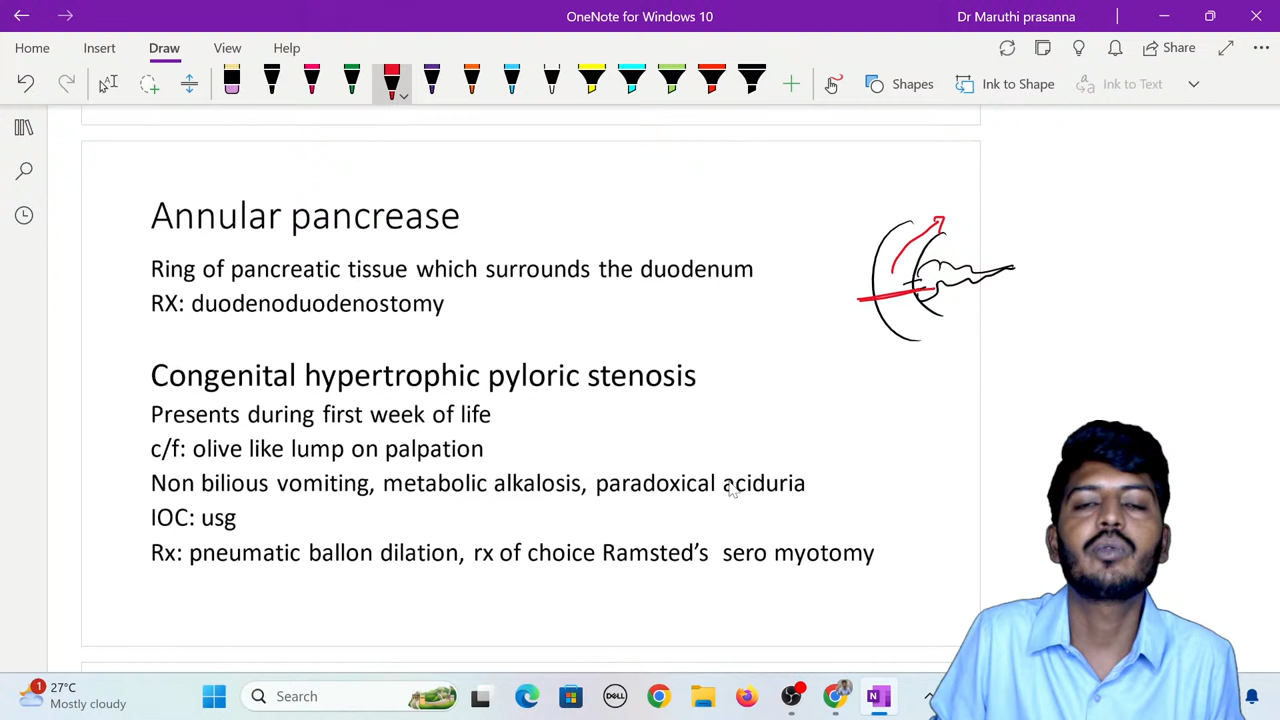 OneNote for Windows 10
Dr Maruthi prasanna
Home
Insert
Draw
View
Help
Share
Shapes
Ink to Shape
Ink to Text
Annular pancrease
Ring of pancreatic tissue which surrounds the duodenum
RX: duodenoduodenostomy
Congenital hypertrophic pyloric stenosis
Presents during first week of life
c/f: olive like lump on palpation
Non bilious vomiting, metabolic alkalosis, paradoxical aciduria
IOC: usg
Rx: pneumatic ballon dilation, rx of choice Ramsted’s sero myotomy
1
27°C
Mostly cloudy
Search
DELL
N